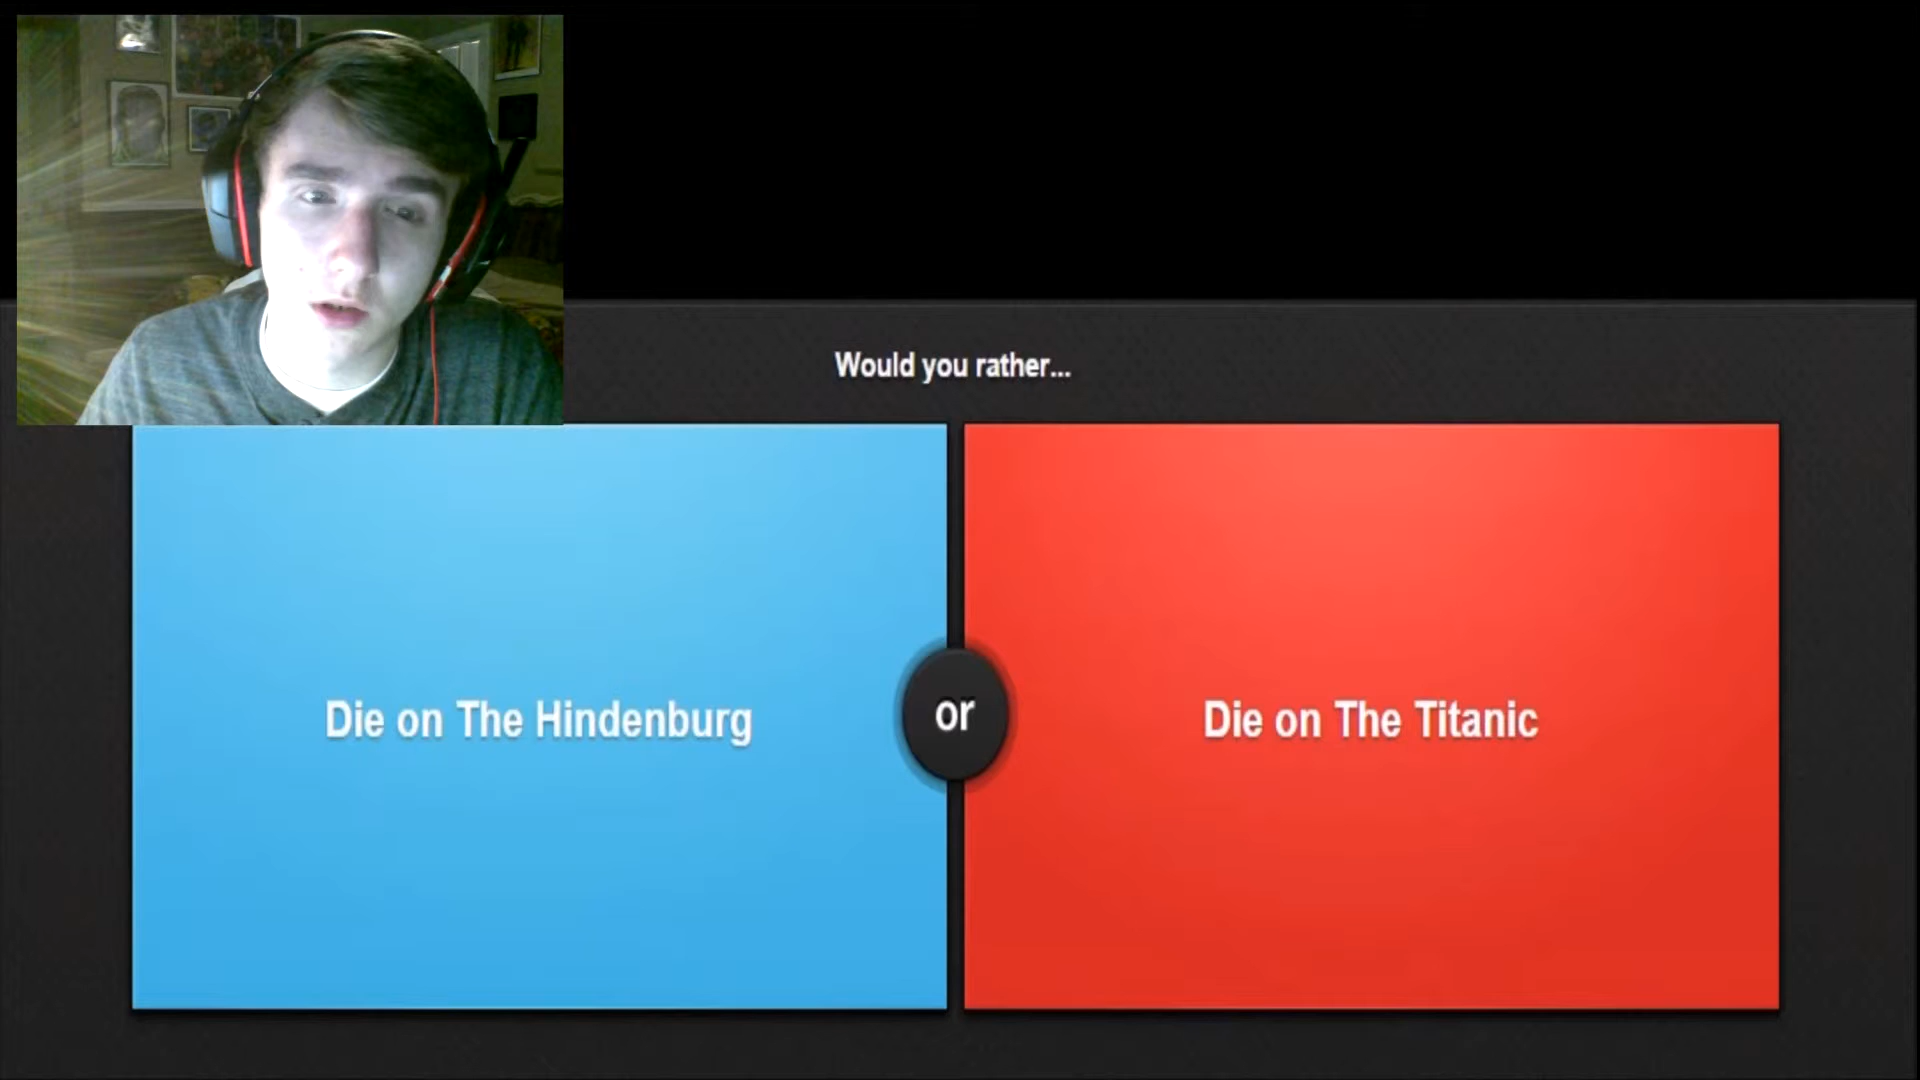 Would you rather...
Die on The Hindenburg
or
Die on The Titanic